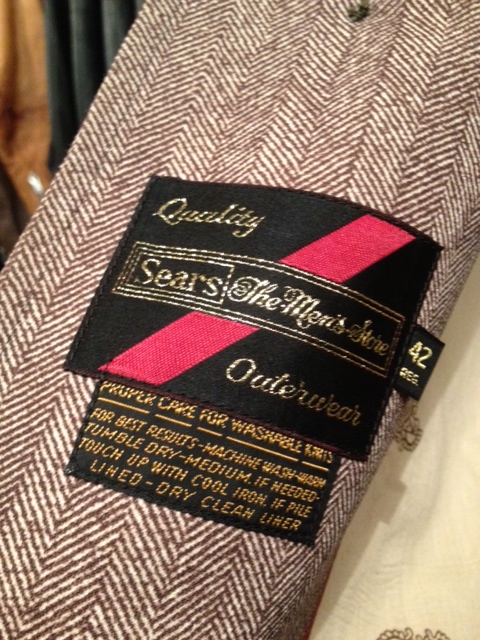 Quality
Sears The Men's Store
Outerwear
42
REG.
PROPER CARE FOR WASHABLE KNITS
FOR BEST RESULTS-MACHINE WASH-WARM
TUMBLE DRY-MEDIUM. IF NEEDED-
TOUCH UP WITH COOL IRON. IF PILE
LINED-DRY CLEAN LINER